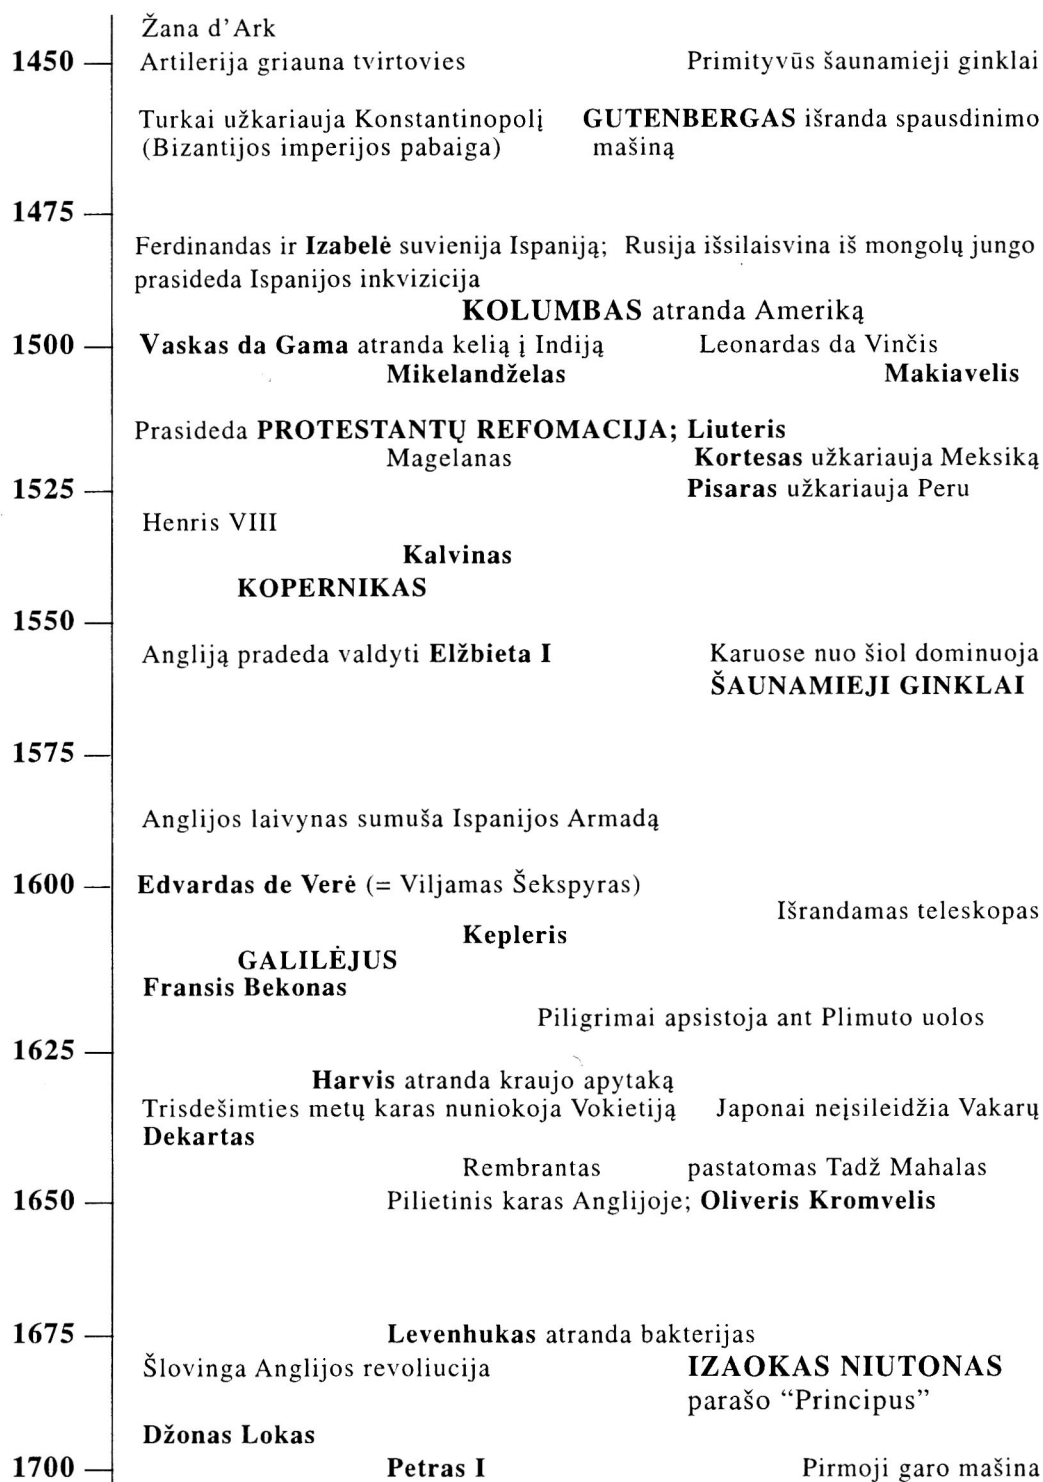 Žana d’Ark
1450 Artilerija griauna tvirtovies Primityvūs šaunamieji ginklai
Turkai užkariauja Konstantinopolį GUTENBERGAS išranda spausdinimo
(Bizantijos imperijos pabaiga) mašiną
1475
Ferdinandas ir Izabelė suvienija Ispaniją; Rusija išsilaisvina iš mongolų jungo
prasideda Ispanijos inkvizicija
KOLUMBAS atranda Ameriką
1500 Vaskas da Gama atranda kelią į Indiją Leonardas da Vinčis
Mikelandželas Makiavelis
Prasideda PROTESTANTŲ REFOMACIJA; Liuteris
Magelanas Kortesas užkariauja Meksiką
1525 Pisaras užkariauja Peru
Henris VIII
Kalvinas
KOPERNIKAS
1550
Angliją pradeda valdyti Elžbieta I Karuose nuo šiol dominuoja
ŠAUNAMIEJI GINKLAI
1575
Anglijos laivynas sumuša Ispanijos Armadą
1600 Edvardas de Verė (= Viljamas Šekspyras)
Išrandamas teleskopas
Kepleris
GALILĖJUS
Fransis Bekonas
Piligrimai apsistoja ant Plimuto uolos
1625
Harvis atranda kraujo apytaką
Trisdešimties metų karas nuniokoja Vokietiją Japonai neįsileidžia Vakarų
Dekartas
Rembrantas pastatomas Tadž Mahalas
1650 Pilietinis karas Anglijoje; Oliveris Kromvelis
1675 Levenhukas atranda bakterijas
Šlovinga Anglijos revoliucija IZAOKAS NIUTONAS
parašo “Principus”
Džonas Lokas
1700 Petras I Pirmoji garo mašina